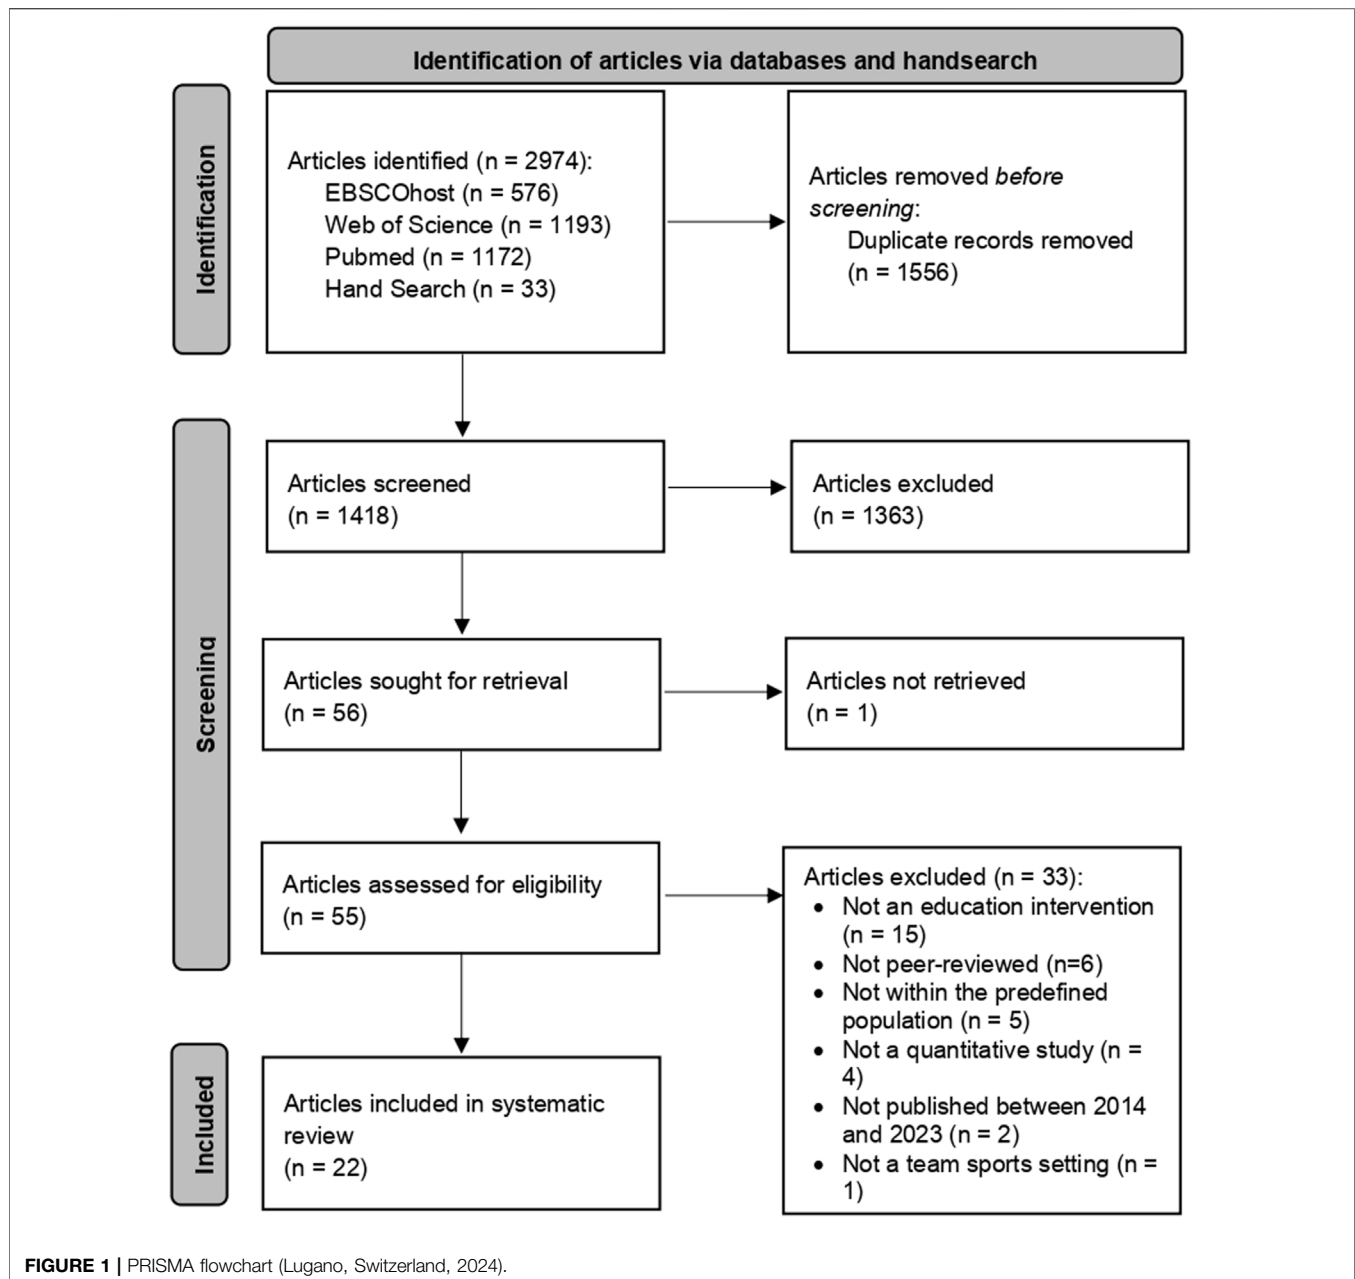 Identification of articles via databases and handsearch
Identification
Articles identified (n = 2974):
EBSCOhost (n = 576)
Web of Science (n = 1193)
Pubmed (n = 1172)
Hand Search (n = 33)
Articles removed before
screening:
Duplicate records removed
(n = 1556)
Screening
Articles screened
(n = 1418)
Articles excluded
(n = 1363)
Articles sought for retrieval
(n = 56)
Articles not retrieved
(n = 1)
Articles assessed for eligibility
(n = 55)
Articles excluded (n = 33):
• Not an education intervention
(n = 15)
• Not peer-reviewed (n=6)
• Not within the predefined
population (n = 5)
• Not a quantitative study (n =
4)
• Not published between 2014
and 2023 (n = 2)
• Not a team sports setting (n =
1)
Included
Articles included in systematic
review
(n = 22)
FIGURE 1 | PRISMA flowchart (Lugano, Switzerland, 2024).